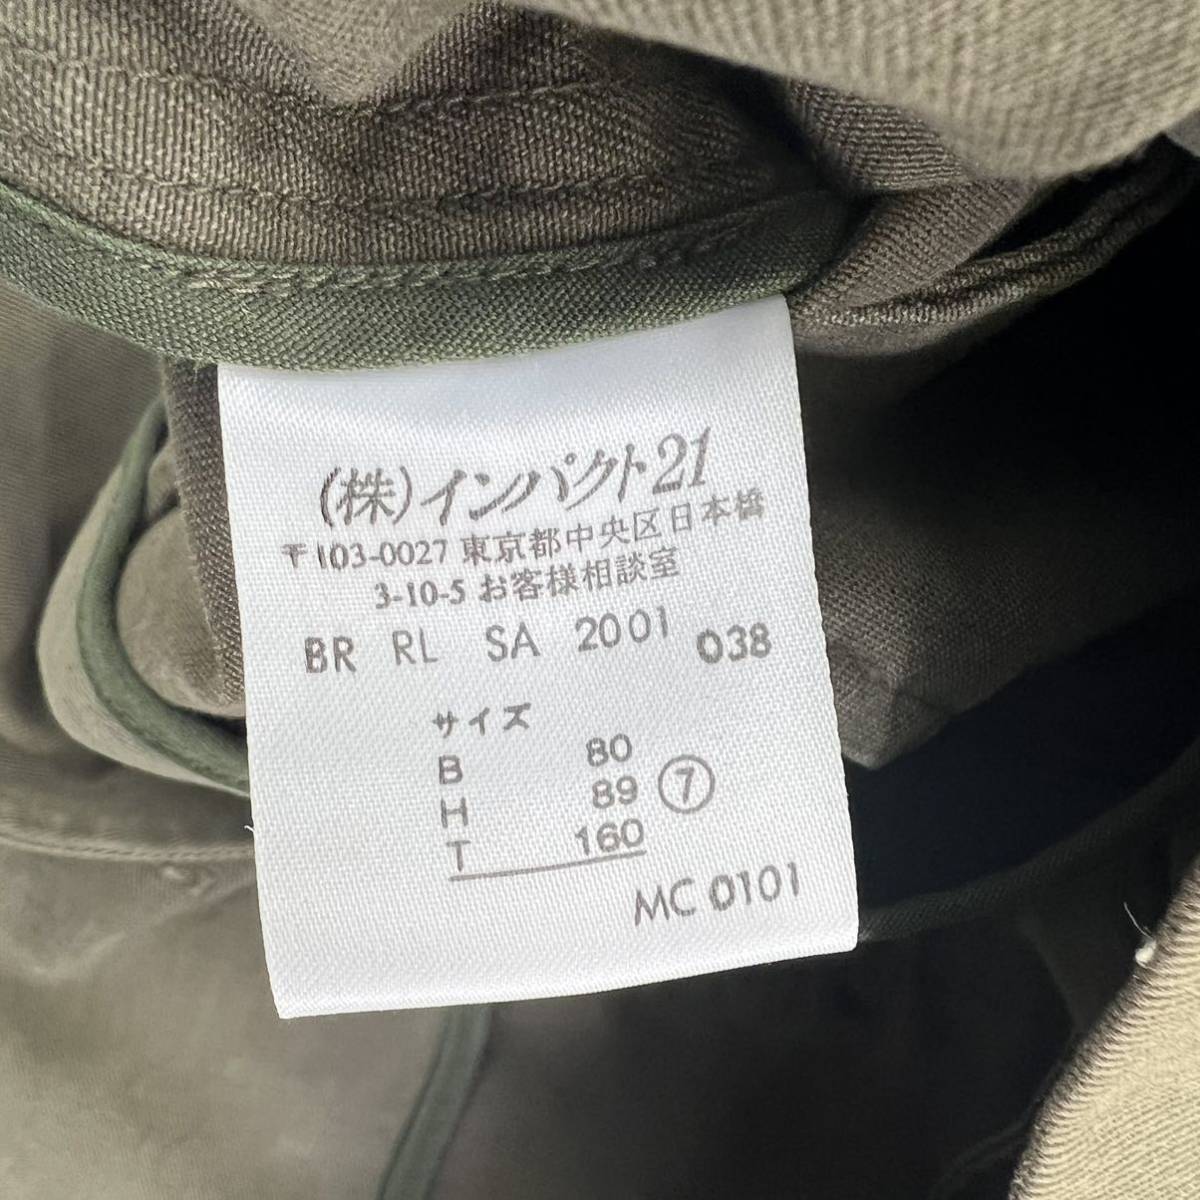 (株)インパクト21
〒103-0027 東京都中央区日本橋
3-10-5 お客様相談室
BR RL SA 2001 038
サイズ
B 80
H 89 ⑦
T 160
MC 0101